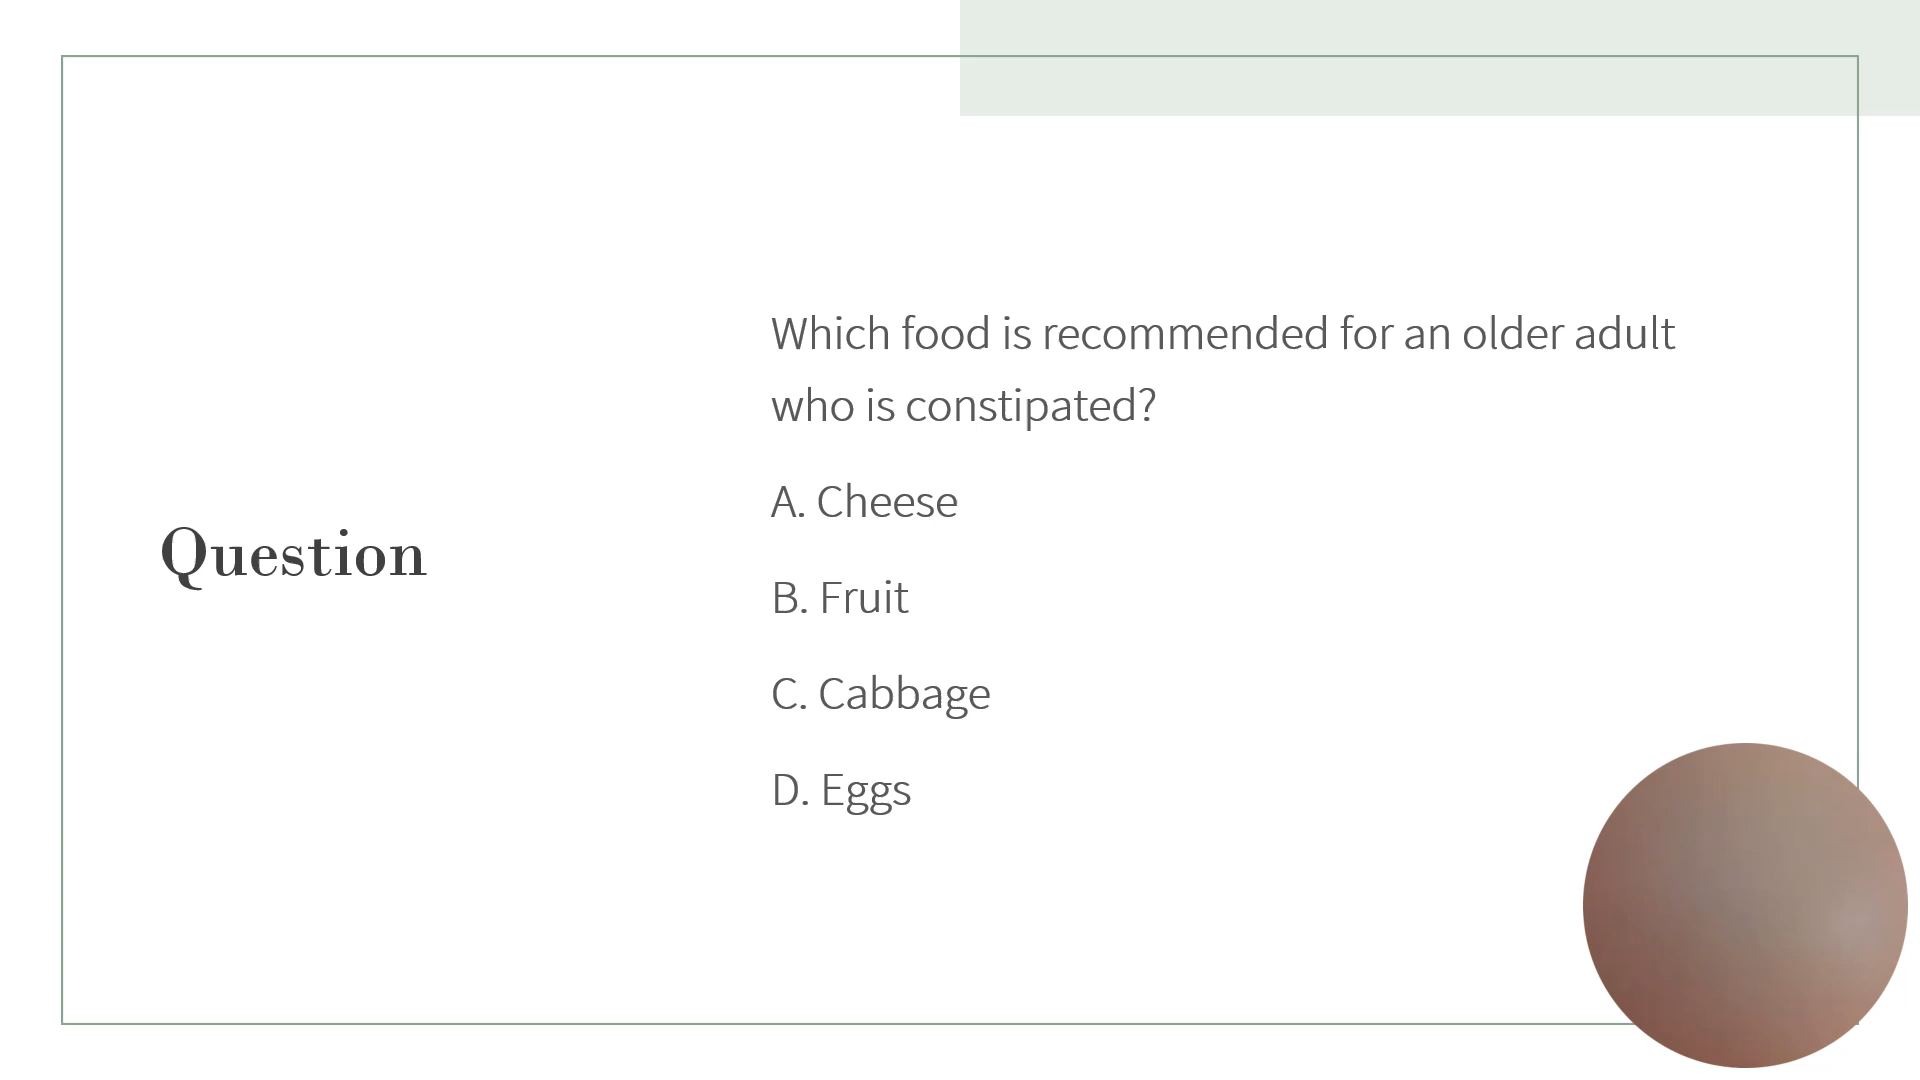 Question
Which food is recommended for an older adult
who is constipated?
A. Cheese
B. Fruit
C. Cabbage
D. Eggs